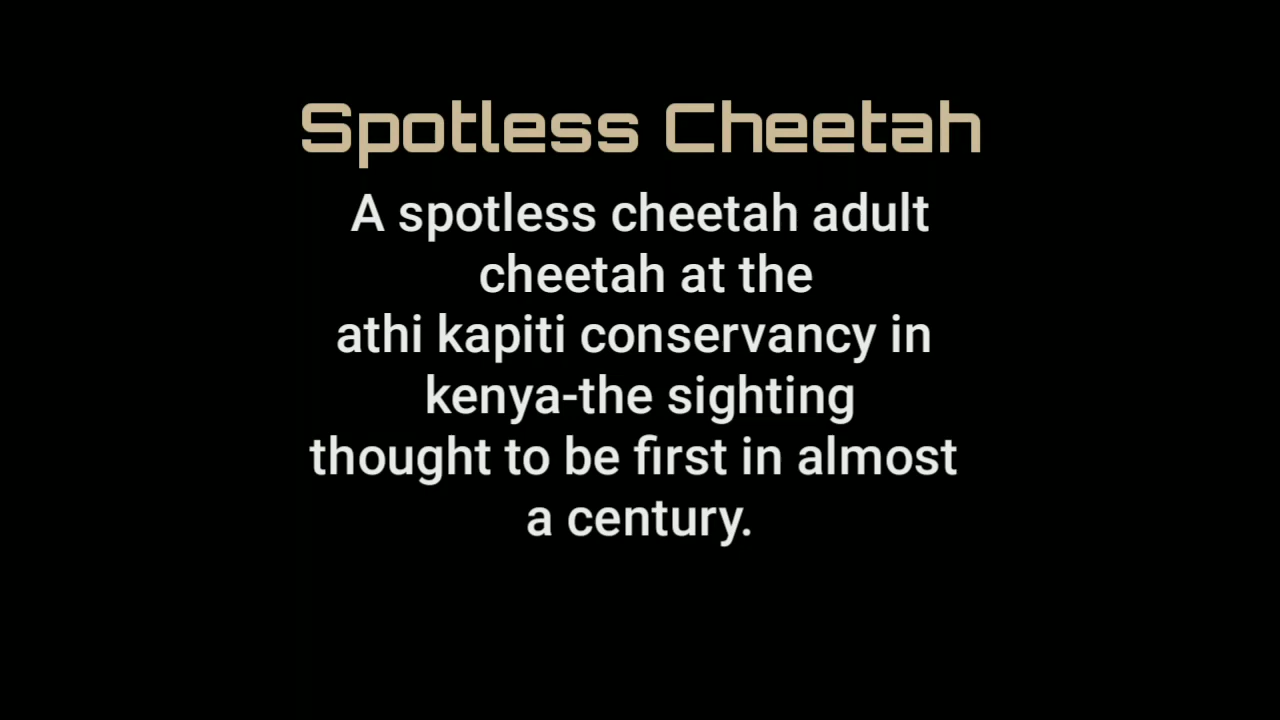 Spotless Cheetah
A spotless cheetah adult
cheetah at the
athi kapiti conservancy in
kenya-the sighting
thought to be first in almost
a century.